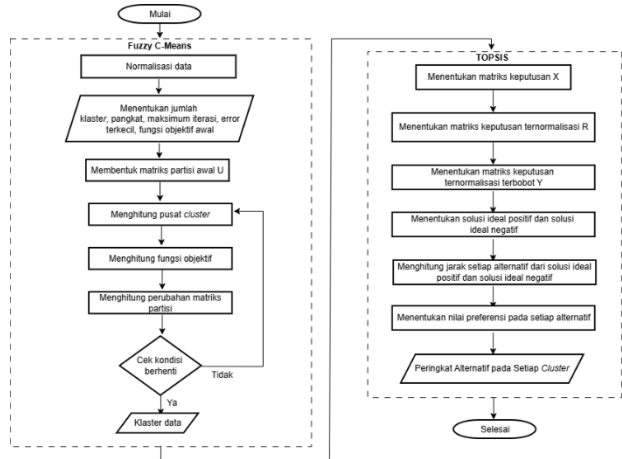 Mulai
Fuzzy C-Means
Normalisasi data
Menentukan jumlah
klaster, pangkat, maksimum iterasi, error
terkecil, fungsi objektif awal
Membentuk matriks partisi awal U
Menghitung pusat cluster
Menghitung fungsi objektif
Menghitung perubahan matriks
partisi
Cek kondisi
berhenti
Tidak
Ya
Klaster data
TOPSIS
Menentukan matriks keputusan X
Menentukan matriks keputusan ternormalisasi R
Menentukan matriks keputusan
ternormalisasi terbobot Y
Menentukan solusi ideal positif dan solusi
ideal negatif
Menghitung jarak setiap alternatif dari solusi ideal
positif dan solusi ideal negatif
Menentukan nilai preferensi pada setiap alternatif
Peringkat Alternatif pada Setiap Cluster
Selesai